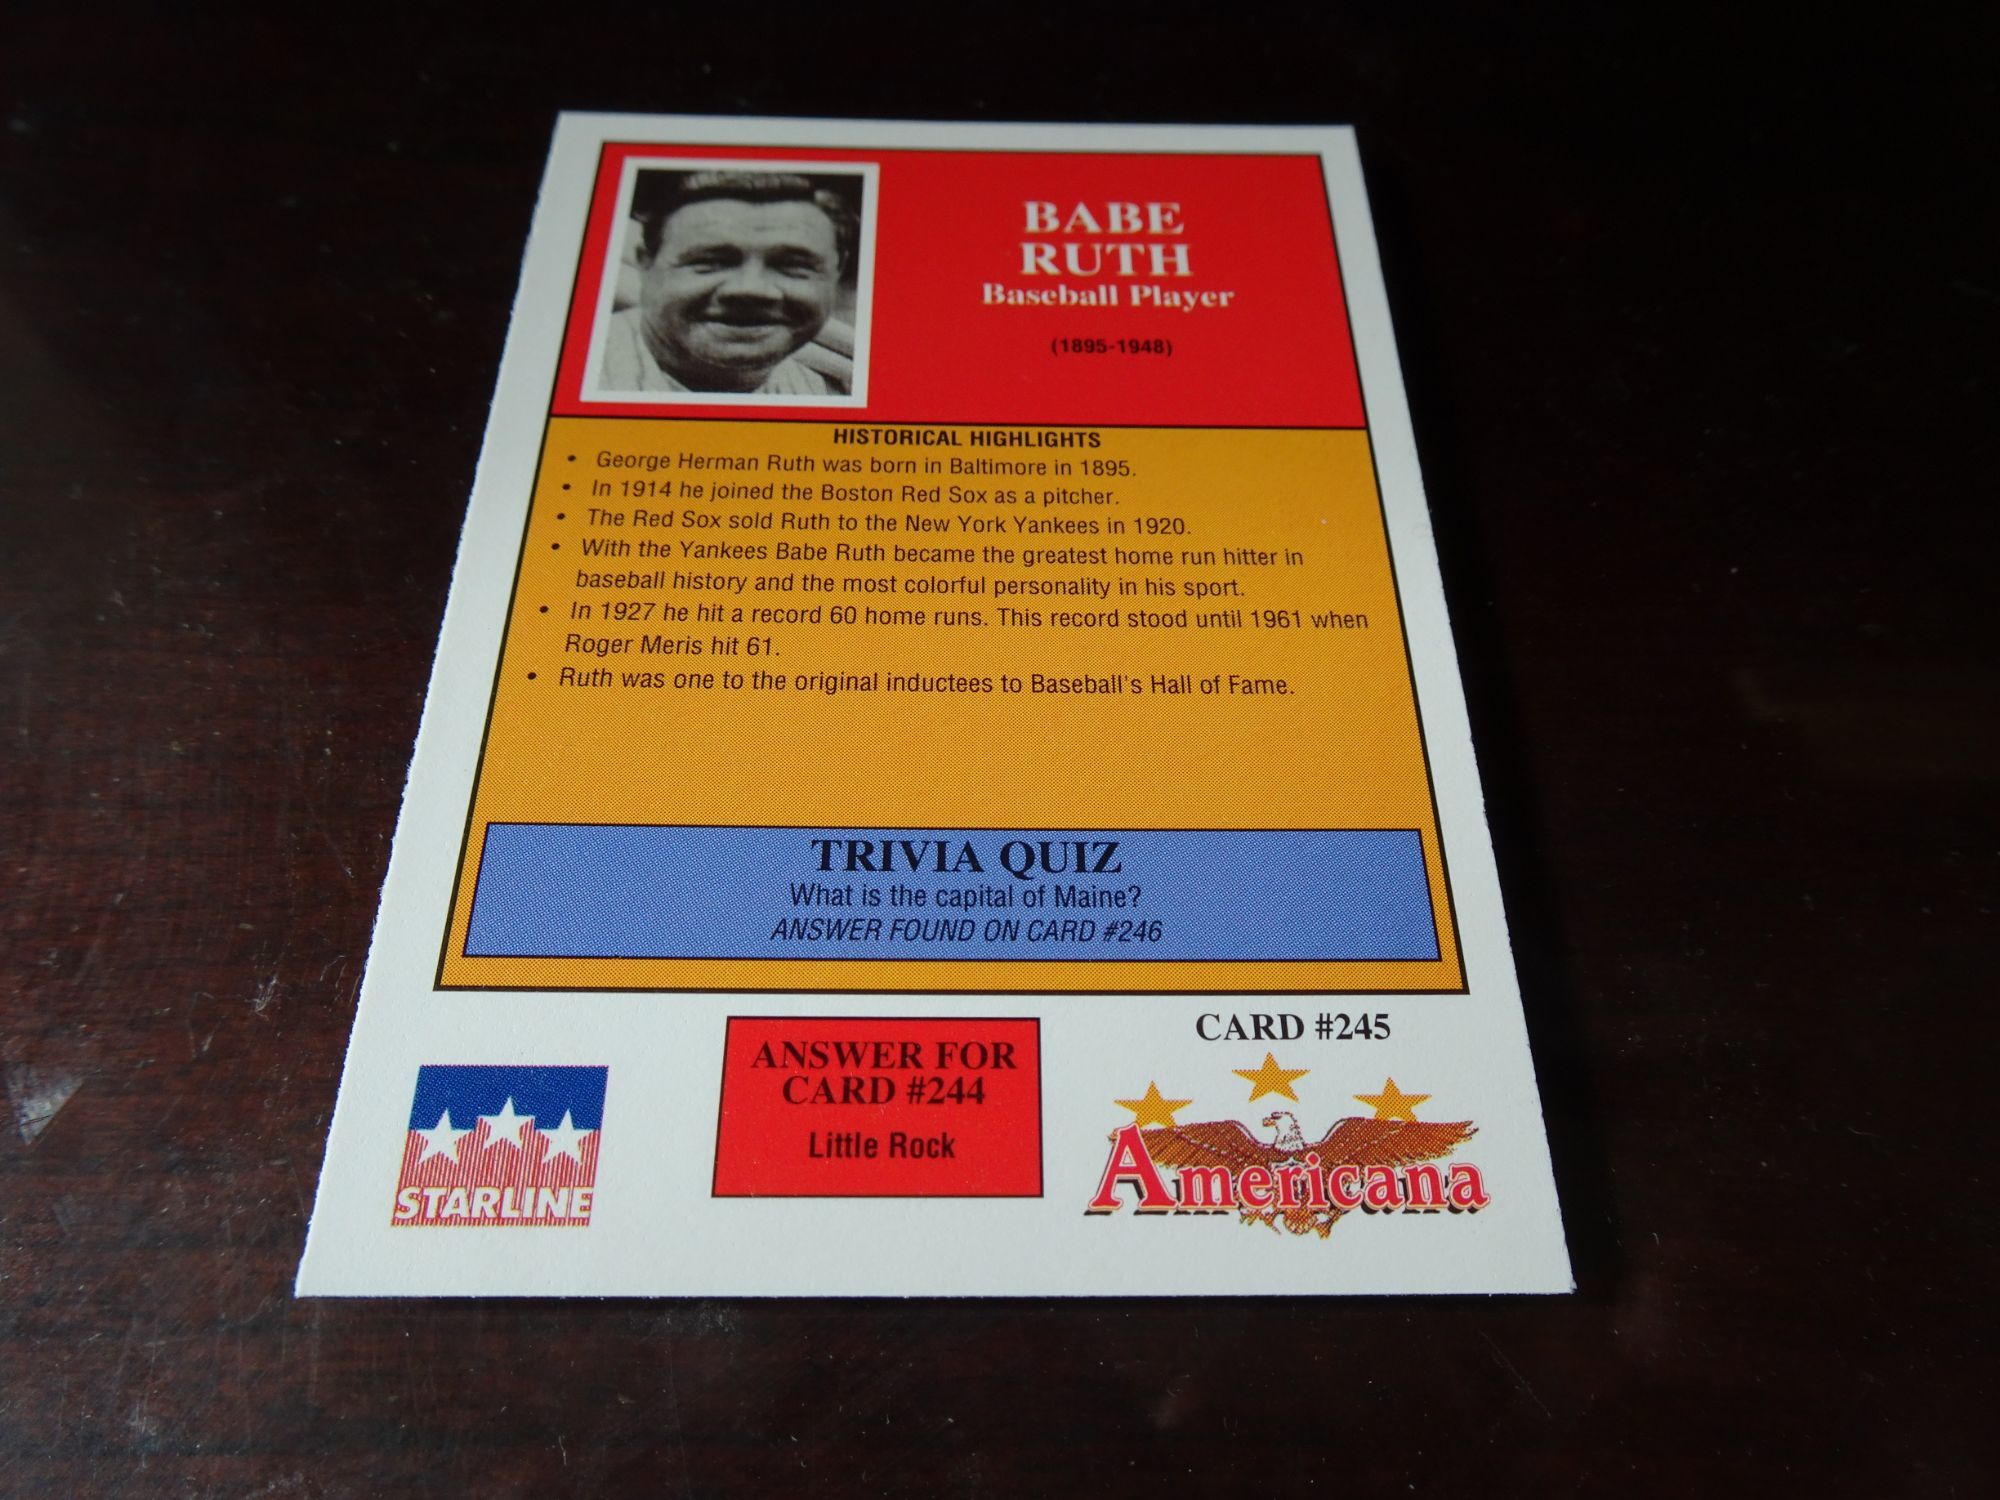 BABE
RUTH
Baseball Player
(1895-1948)
HISTORICAL HIGHLIGHTS
• George Herman Ruth was born in Baltimore in 1895.
• In 1914 he joined the Boston Red Sox as a pitcher.
• The Red Sox sold Ruth to the New York Yankees in 1920.
• With the Yankees Babe Ruth became the greatest home run hitter in
baseball history and the most colorful personality in his sport.
• In 1927 he hit a record 60 home runs. This record stood until 1961 when
Roger Meris hit 61.
• Ruth was one to the original inductees to Baseball's Hall of Fame.
TRIVIA QUIZ
What is the capital of Maine?
ANSWER FOUND ON CARD #246
STARLINE
ANSWER FOR
CARD #244
Little Rock
CARD #245
Americana